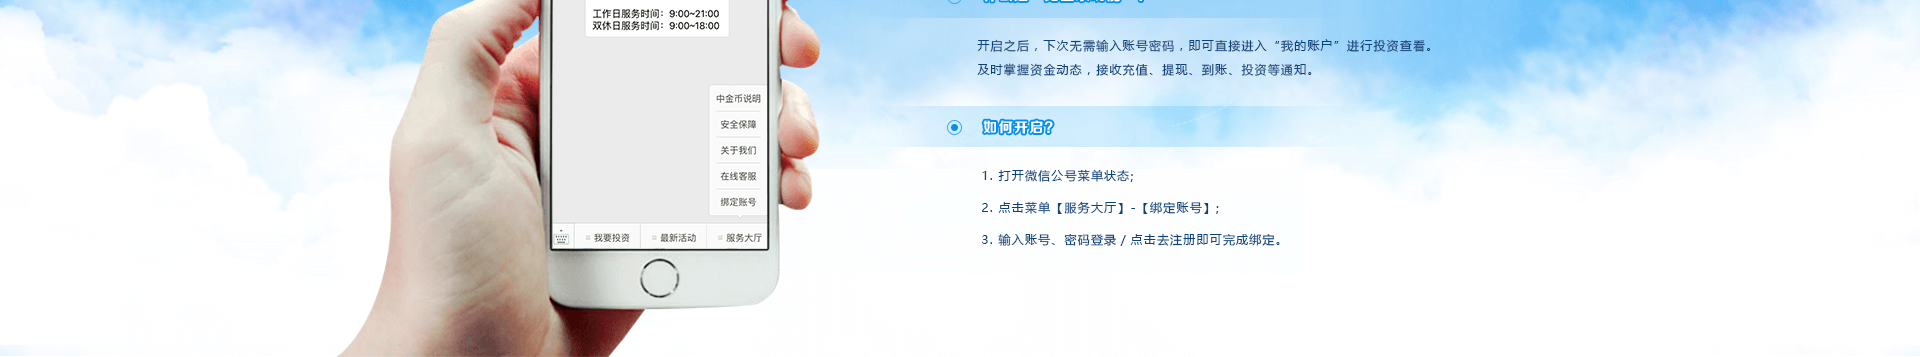 工作日服务时间：9:00~21:00
双休日服务时间：9:00~18:00
中金币说明
安全保障
关于我们
在线客服
绑定账号
我要投资
最新活动
服务大厅
开启之后，下次无需输入账号密码，即可直接进入“我的账户”进行投资查看。
及时掌握资金动态，接收充值、提现、到账、投资等通知。
如何开启？
1. 打开微信公号菜单状态;
2. 点击菜单【服务大厅】-【绑定账号】;
3. 输入账号、密码登录 / 点击去注册即可完成绑定。